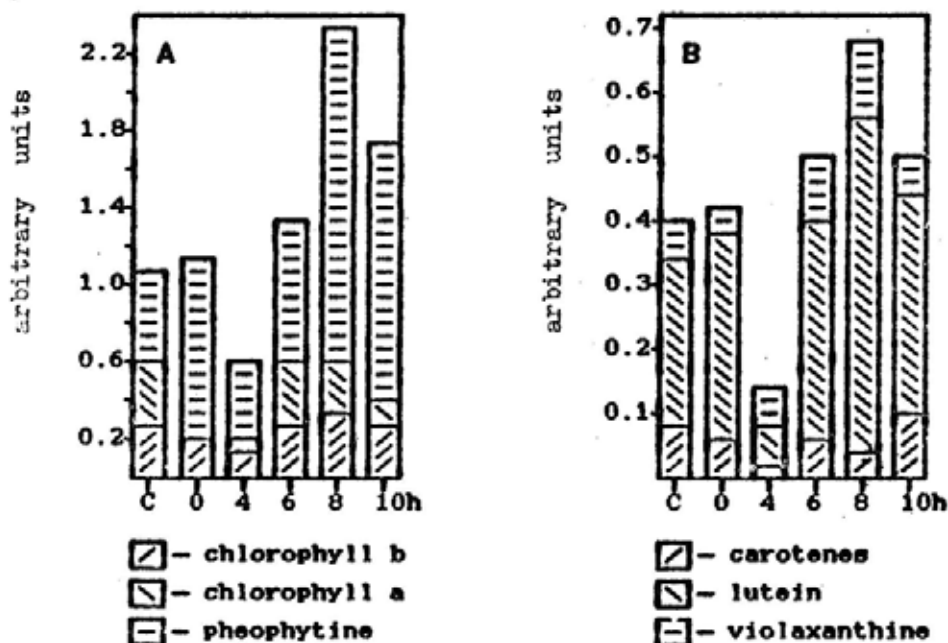 A
arbitrary units
2.2
1.8
1.4
1.0
0.6
0.2
C 0 4 6 8 10h
— chlorophyll b
— chlorophyll a
— pheophytine
B
arbitrary units
0.7
0.6
0.5
0.4
0.3
0.2
0.1
C 0 4 6 8 10h
— carotenes
— lutein
— violaxanthine